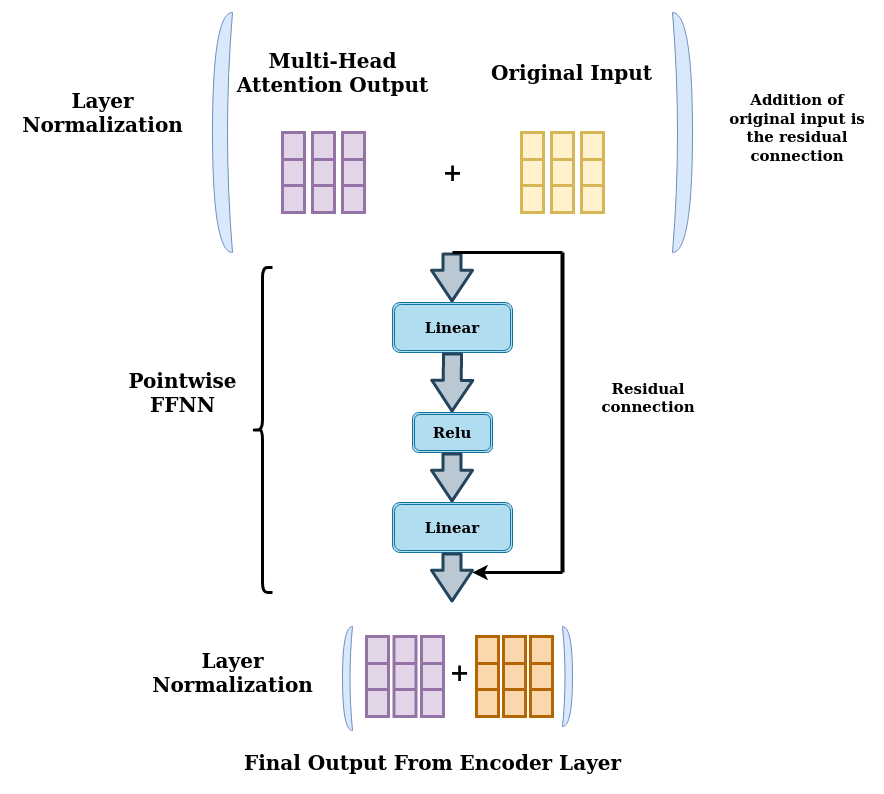 Multi-Head
Attention Output
Original Input
Layer
Normalization
Addition of
original input is
the residual
connection
+
Linear
Pointwise
FFNN
Relu
Residual
connection
Linear
Layer
Normalization
+
Final Output From Encoder Layer